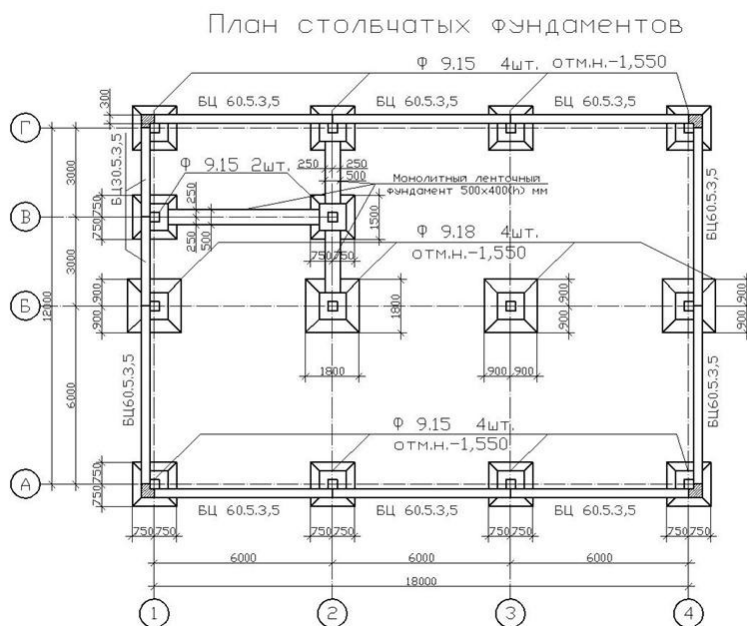 План столбчатых фундаментов
Ф 9.15 4шт. отм.н.-1,550
300
БЦ 60.5.3,5
БЦ 60.5.3,5
БЦ 60.5.3,5
Г
Ф 9.15 2шт.
250
250
500
Монолитный ленточный
фундамент 500х400(h) мм
БЦ30.5.3,5
БЦ60.5.3,5
3000
250
250
500
1500
В
750
750
750
750
Ф 9.18 4шт.
отм.н.-1,550
3000
12000
Б
900
900
1800
900
900
900
900
1800
900
900
БЦ60.5.3,5
БЦ60.5.3,5
6000
Ф 9.15 4шт.
отм.н.-1,550
А
750
750
БЦ 60.5.3,5
БЦ 60.5.3,5
БЦ 60.5.3,5
750
750
750
750
750
750
750
750
6000
6000
6000
18000
1
2
3
4